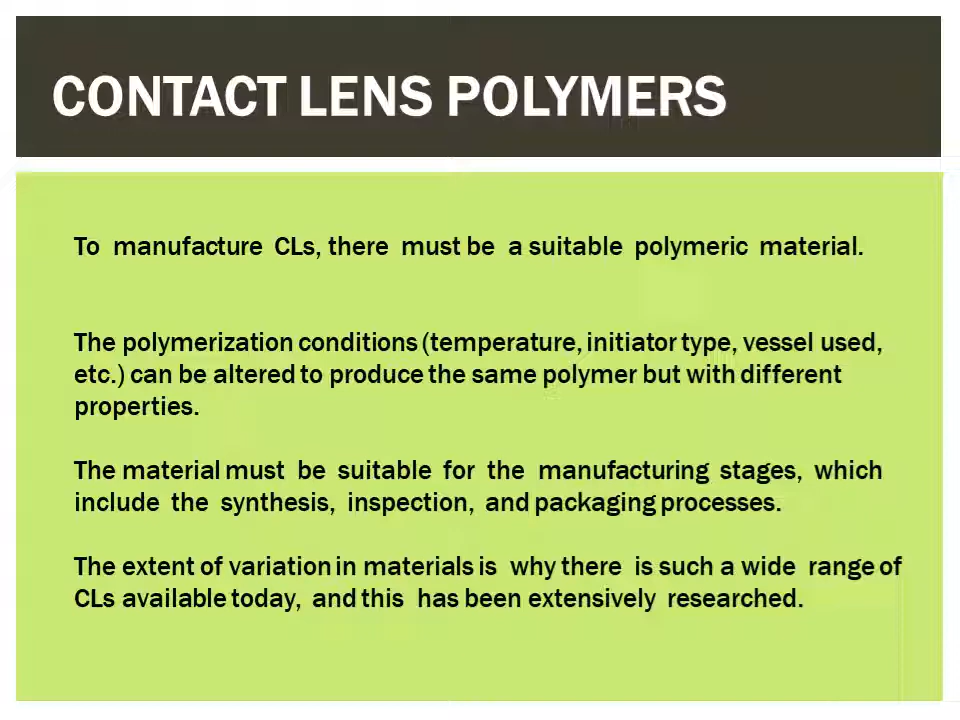 CONTACT LENS POLYMERS
To manufacture CLs, there must be a suitable polymeric material.
The polymerization conditions (temperature, initiator type, vessel used,
etc.) can be altered to produce the same polymer but with different
properties.
The material must be suitable for the manufacturing stages, which
include the synthesis, inspection, and packaging processes.
The extent of variation in materials is why there is such a wide range of
CLs available today, and this has been extensively researched.